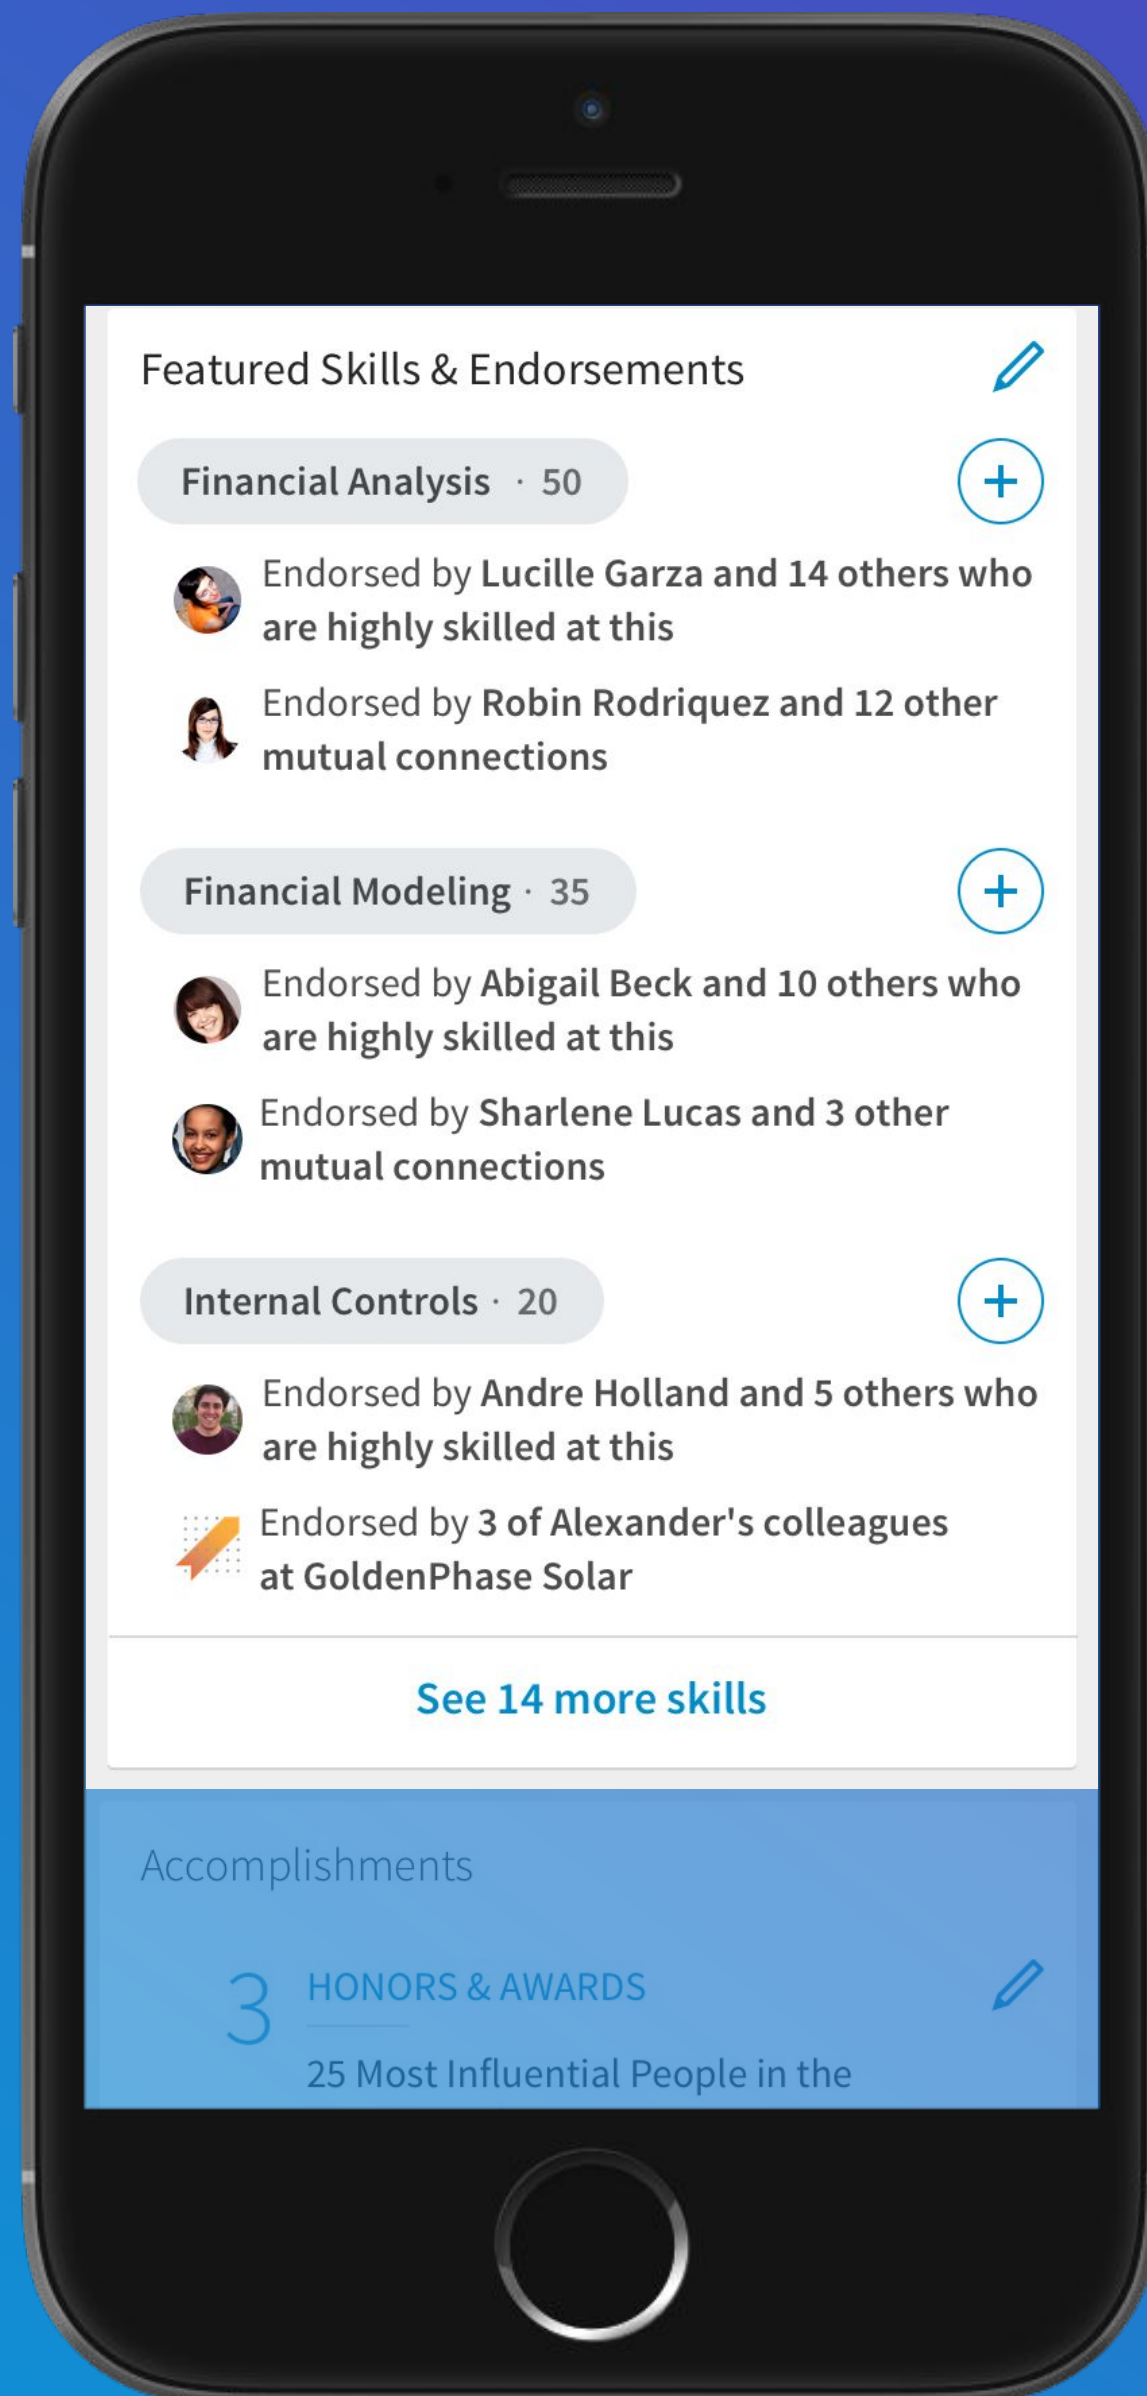 Featured Skills & Endorsements
Financial Analysis · 50
Endorsed by Lucille Garza and 14 others who
are highly skilled at this
Endorsed by Robin Rodriquez and 12 other
mutual connections
Financial Modeling · 35
Endorsed by Abigail Beck and 10 others who
are highly skilled at this
Endorsed by Sharlene Lucas and 3 other
mutual connections
Internal Controls · 20
Endorsed by Andre Holland and 5 others who
are highly skilled at this
Endorsed by 3 of Alexander's colleagues
at GoldenPhase Solar
See 14 more skills
Accomplishments
3 HONORS & AWARDS
25 Most Influential People in the